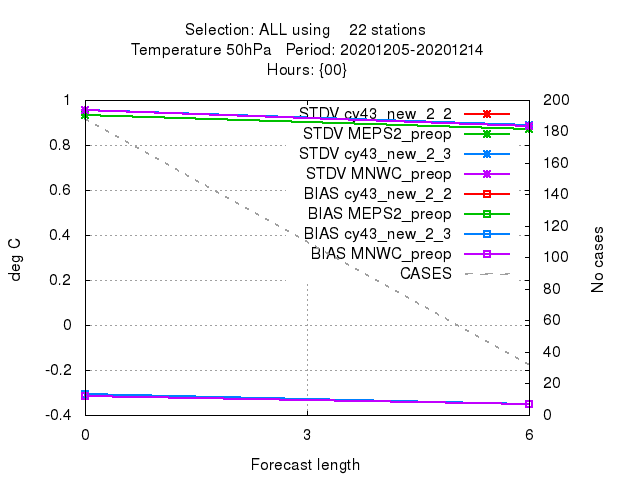 Selection: ALL using 22 stations
Temperature 50hPa Period: 20201205-20201214
Hours: {00}
1
0.8
0.6
0.4
0.2
0
-0.2
-0.4
deg C
STDV cy43_new_2_2
STDV MEPS2_preop
STDV cy43_new_2_3
STDV MNWC_preop
BIAS cy43_new_2_2
BIAS MEPS2_preop
BIAS cy43_new_2_3
BIAS MNWC_preop
CASES
200
180
160
140
120
100
80
60
40
20
0
No cases
0 3 6
Forecast length